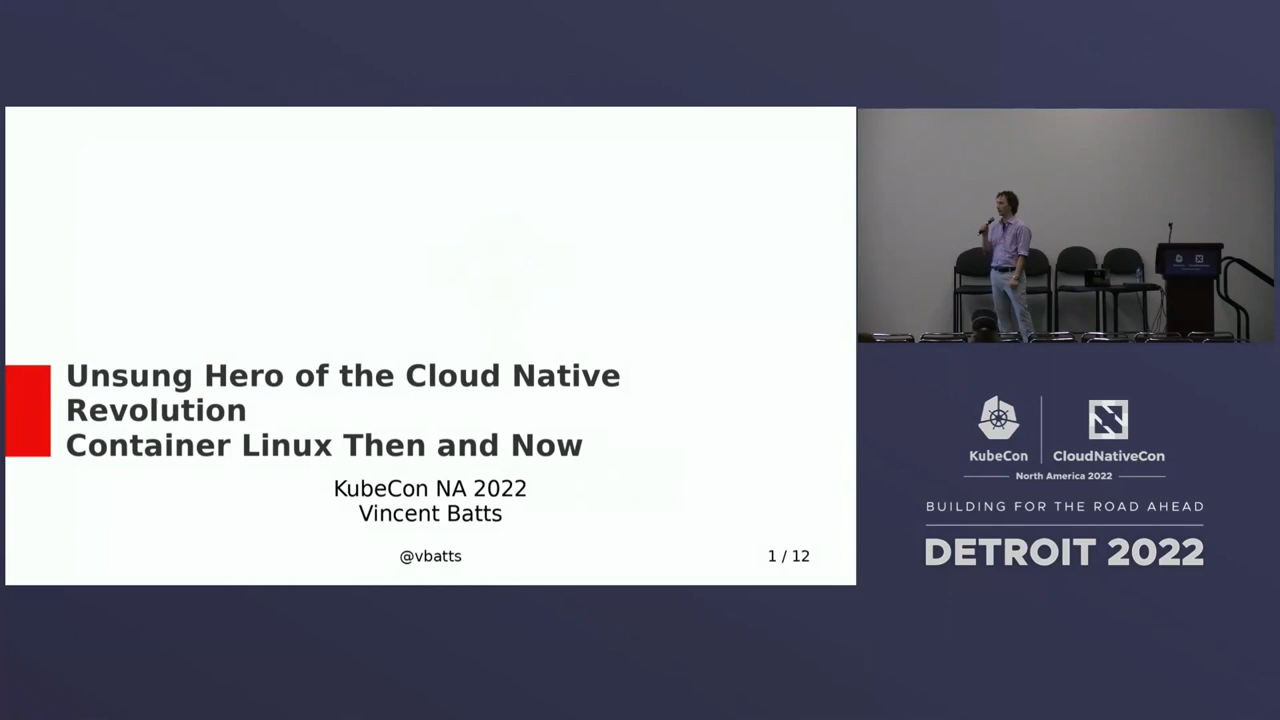 Unsung Hero of the Cloud Native
Revolution
Container Linux Then and Now
KubeCon NA 2022
Vincent Batts
@vbatts
1 / 12
KubeCon
CloudNativeCon
North America 2022
BUILDING FOR THE ROAD AHEAD
DETROIT 2022